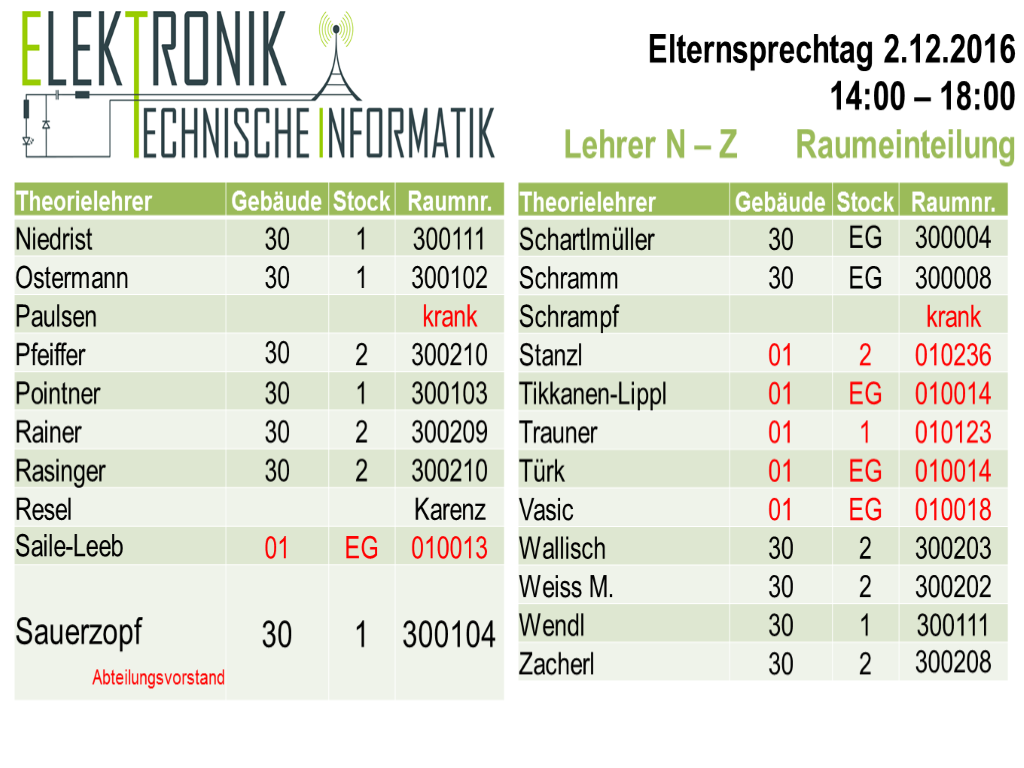 ELEKTRONIK
TECHNISCHE INFORMATIK
Elternsprechtag 2.12.2016
14:00 – 18:00
Lehrer N – Z Raumeinteilung
Theorielehrer Gebäude Stock Raumnr.
Niedrist 30 1 300111
Ostermann 30 1 300102
Paulsen krank
Pfeiffer 30 2 300210
Pointner 30 1 300103
Rainer 30 2 300209
Rasinger 30 2 300210
Resel Karenz
Saile-Leeb 01 EG 010013
Sauerzopf 30 1 300104
Abteilungsvorstand
Theorielehrer Gebäude Stock Raumnr.
Schartlmüller 30 EG 300004
Schramm 30 EG 300008
Schrampf krank
Stanzl 01 2 010236
Tikkanen-Lippl 01 EG 010014
Trauner 01 1 010123
Türk 01 EG 010014
Vasic 01 EG 010018
Wallisch 30 2 300203
Weiss M. 30 2 300202
Wendl 30 1 300111
Zacherl 30 2 300208